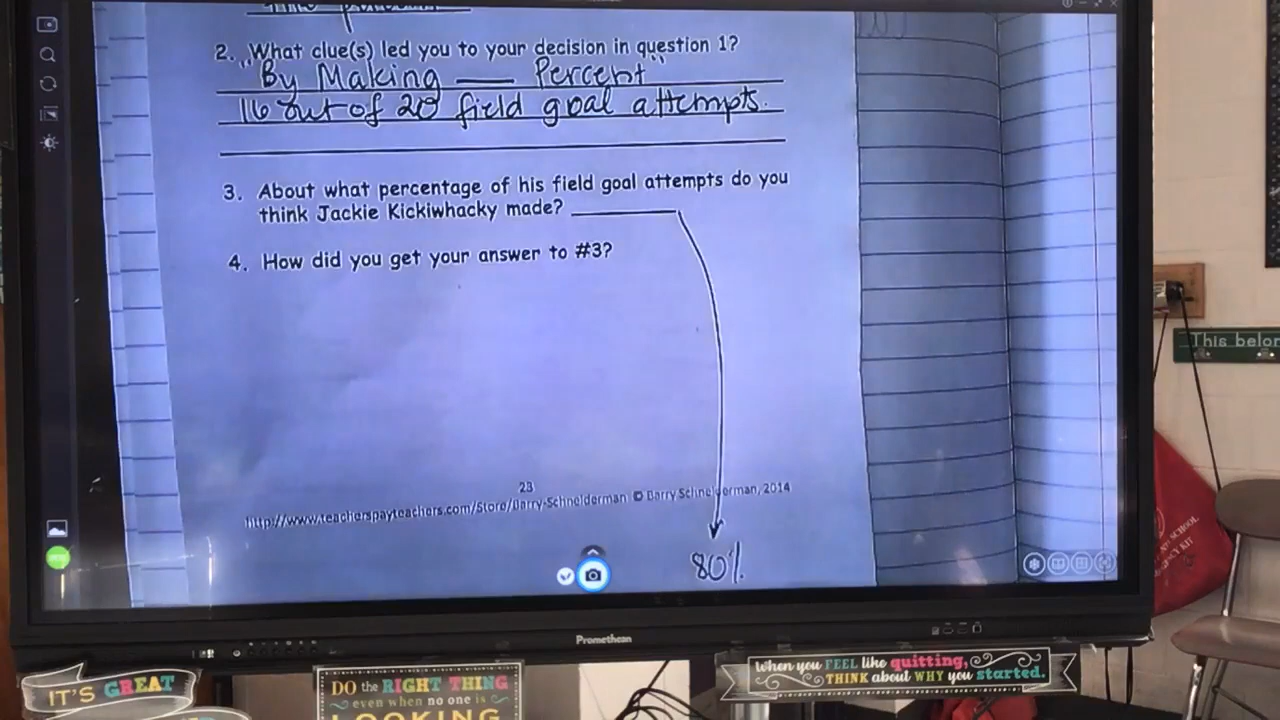 2. What clue(s) led you to your decision in question 1?
"By Making ___ Percent"
16 out of 20 field goal attempts.
3. About what percentage of his field goal attempts do you
think Jackie Kickiwhacky made? ___
4. How did you get your answer to #3?
23
http://www.teacherspayteachers.com/Store/Barry-Schneiderman © Barry Schneiderman, 2014
80%
Promethean
This belon
IT'S GREAT
DO the RIGHT THING
even when no one is
LOOKING
When you FEEL like quitting,
THINK about WHY you started.
SCHOOL
KIT